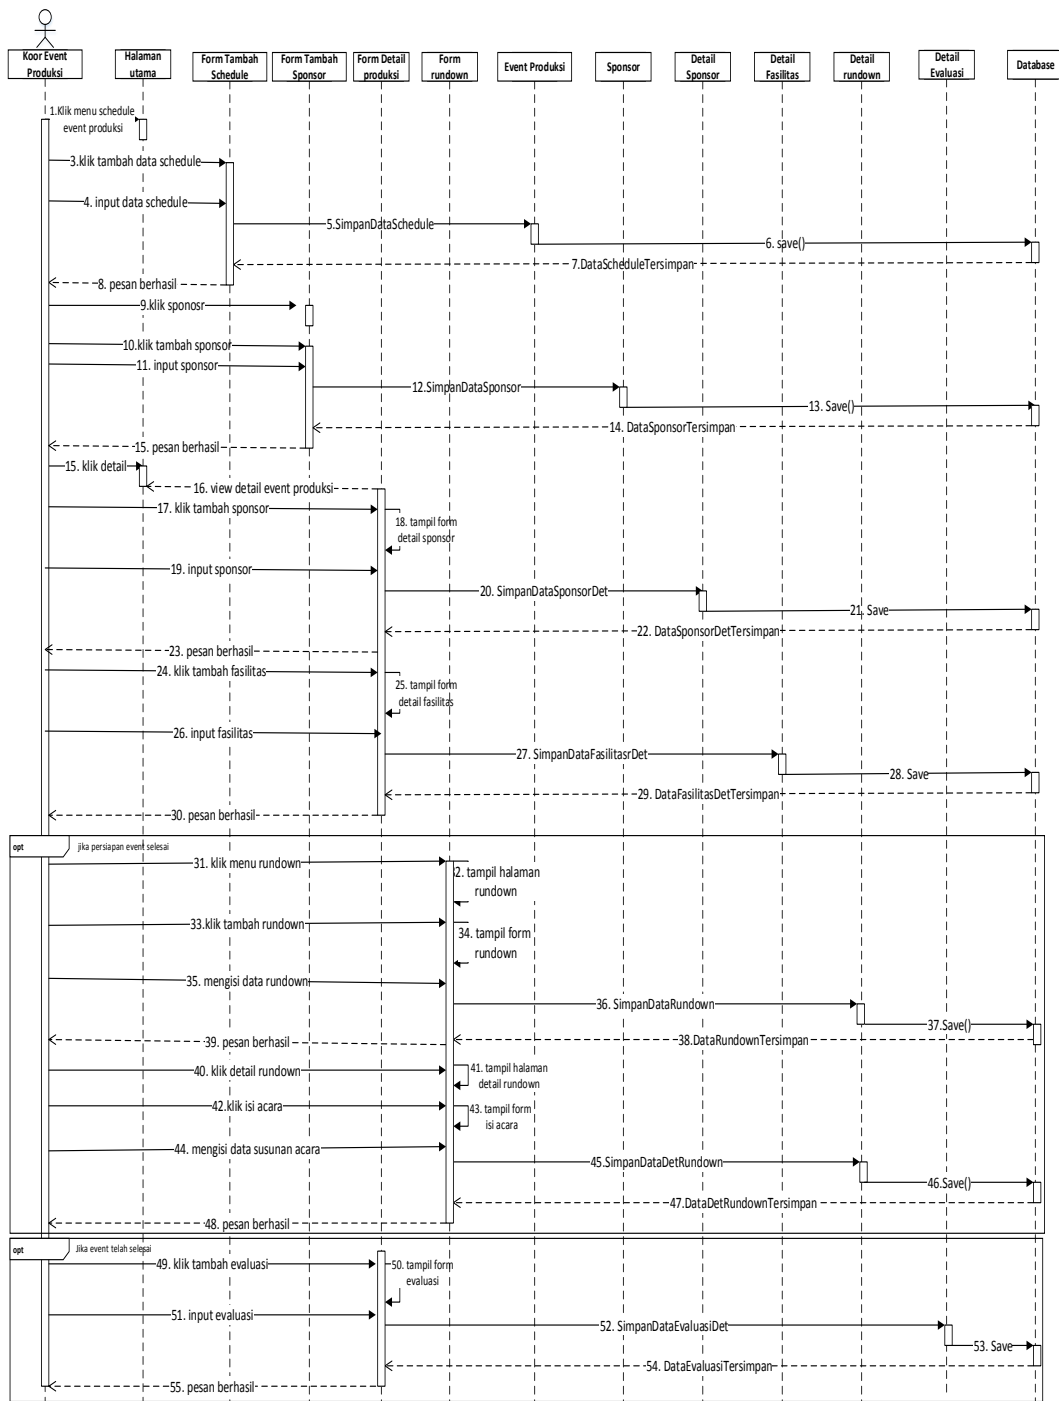 Koor Event
Produksi
Halaman
utama
Form Tambah
Schedule
Form Tambah
Sponsor
Form Detail
produksi
Form
rundown
Event Produksi
Sponsor
Detail
Sponsor
Detail
Fasilitas
Detail
rundown
Detail
Evaluasi
Database
1.Klik menu schedule
event produksi
3.klik tambah data schedule
4. input data schedule
5.SimpanDataSchedule
6. save()
7.DataScheduleTersimpan
8. pesan berhasil
9.klik sponosr
10.klik tambah sponsor
11. input sponsor
12.SimpanDataSponsor
13. Save()
14. DataSponsorTersimpan
15. pesan berhasil
15. klik detail
16. view detail event produksi
17. klik tambah sponsor
18. tampil form
detail sponsor
19. input sponsor
20. SimpanDataSponsorDet
21. Save
22. DataSponsorDetTersimpan
23. pesan berhasil
24. klik tambah fasilitas
25. tampil form
detail fasilitas
26. input fasilitas
27. SimpanDataFasilitasrDet
28. Save
29. DataFasilitasDetTersimpan
30. pesan berhasil
opt
jika persiapan event selesai
31. klik menu rundown
2. tampil halaman
rundown
33.klik tambah rundown
34. tampil form
rundown
35. mengisi data rundown
36. SimpanDataRundown
37.Save()
38.DataRundownTersimpan
39. pesan berhasil
40. klik detail rundown
41. tampil halaman
detail rundown
42.klik isi acara
43. tampil form
isi acara
44. mengisi data susunan acara
45.SimpanDataDetRundown
46.Save()
47.DataDetRundownTersimpan
48. pesan berhasil
opt
Jika event telah selesai
49. klik tambah evaluasi
50. tampil form
evaluasi
51. input evaluasi
52. SimpanDataEvaluasiDet
53. Save
54. DataEvaluasiTersimpan
55. pesan berhasil